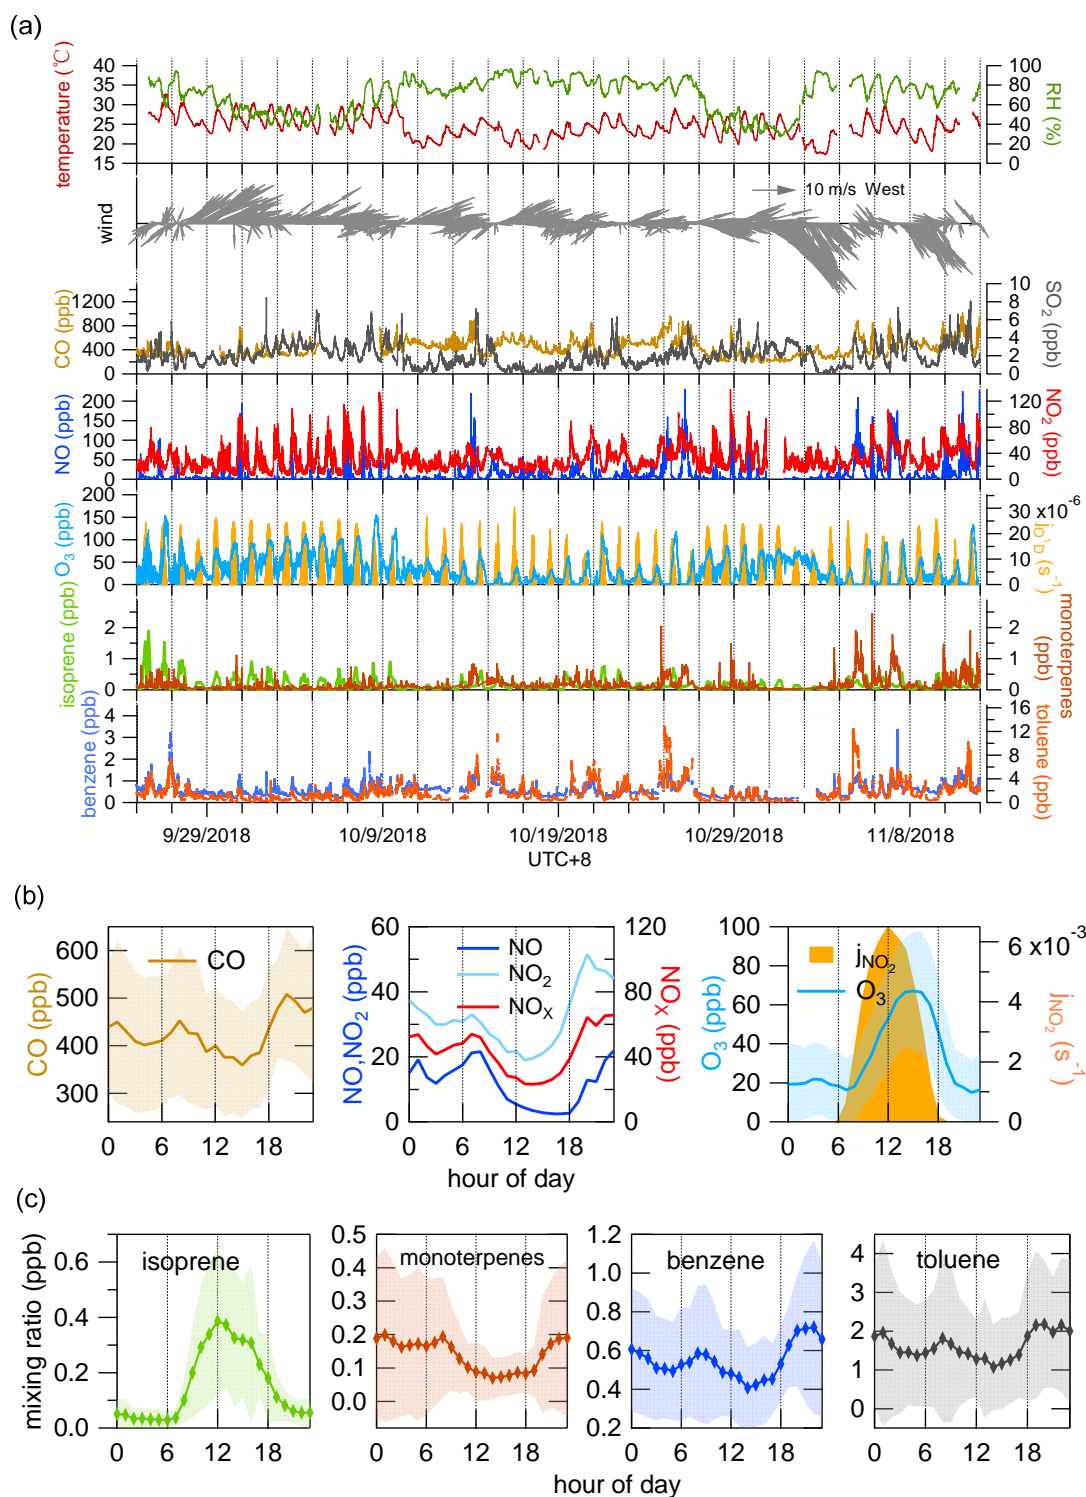 (a)
temperature (℃)
40
35
30
25
20
15
100
80
60
40
20
0
RH
(%)
wind
10 m/s West
CO (ppb)
1200
800
400
0
10
8
6
4
2
0
SO2 (ppb)
NO (ppb)
200
150
100
50
0
120
80
40
0
NO2 (ppb)
O3 (ppb)
200
150
100
50
0
30x10-6
20
10
0
jO1D (s-1)
isoprene (ppb)
2
1
0
2
1
0
monoterpenes
(ppb)
benzene (ppb)
4
3
2
1
0
16
12
8
4
0
toluene (ppb)
9/29/2018 10/9/2018 10/19/2018 10/29/2018 11/8/2018
UTC+8
(b)
CO (ppb)
600
500
400
300
CO
0 6 12 18
NO,NO2 (ppb)
60
40
20
0
NO
NO2
NOX
120
80
40
0
NOX (ppb)
0 6 12 18
O3 (ppb)
100
80
60
40
20
0
jNO2
O3
6 x10-3
4
2
0
jNO2 (s-1)
0 6 12 18
hour of day
(c)
mixing ratio (ppb)
0.6
0.4
0.2
0.0
isoprene
0 6 12 18
0.5
0.4
0.3
0.2
0.1
0.0
monoterpenes
0 6 12 18
1.2
1.0
0.8
0.6
0.4
0.2
benzene
0 6 12 18
4
3
2
1
0
toluene
0 6 12 18
hour of day